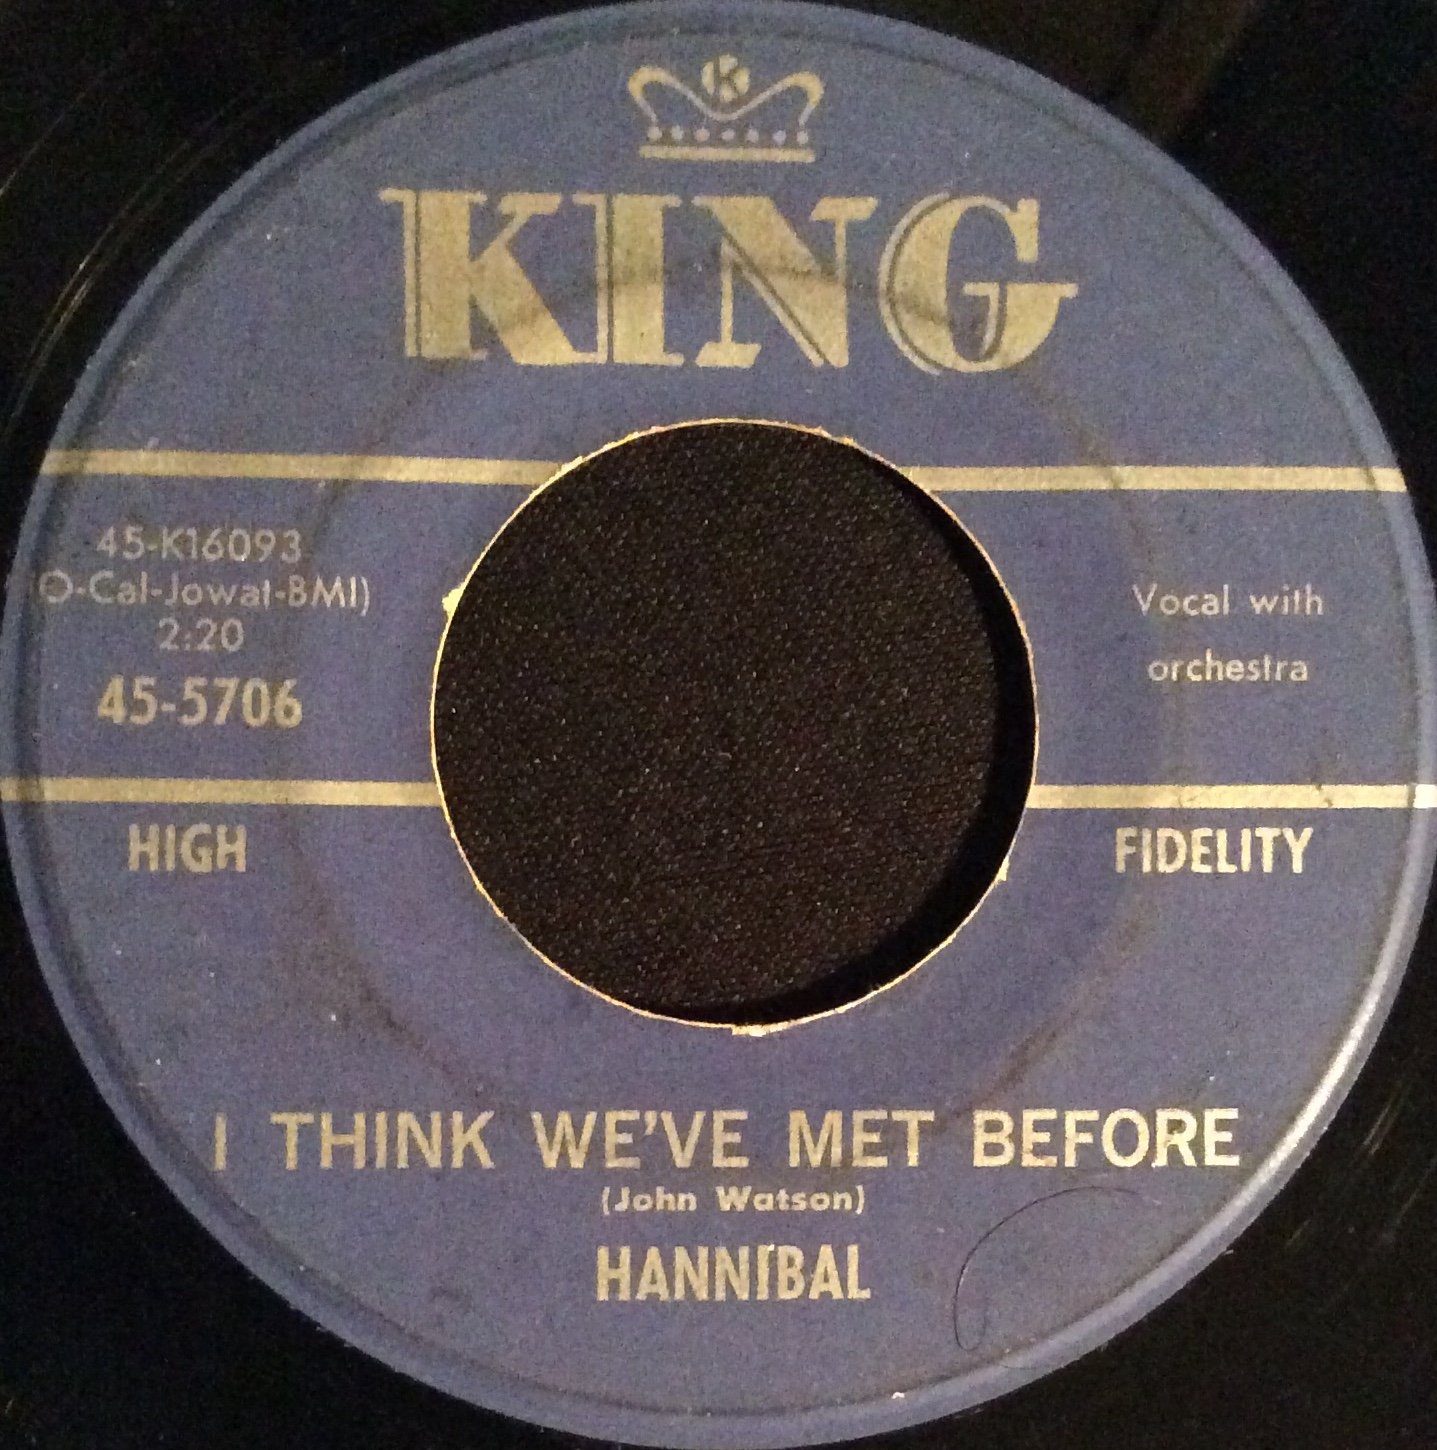 K
KING
45-K16093
(O-Cal-Jowat-BMI)
2:20
45-5706
Vocal with
orchestra
HIGH FIDELITY
I THINK WE'VE MET BEFORE
(John Watson)
HANNIBAL